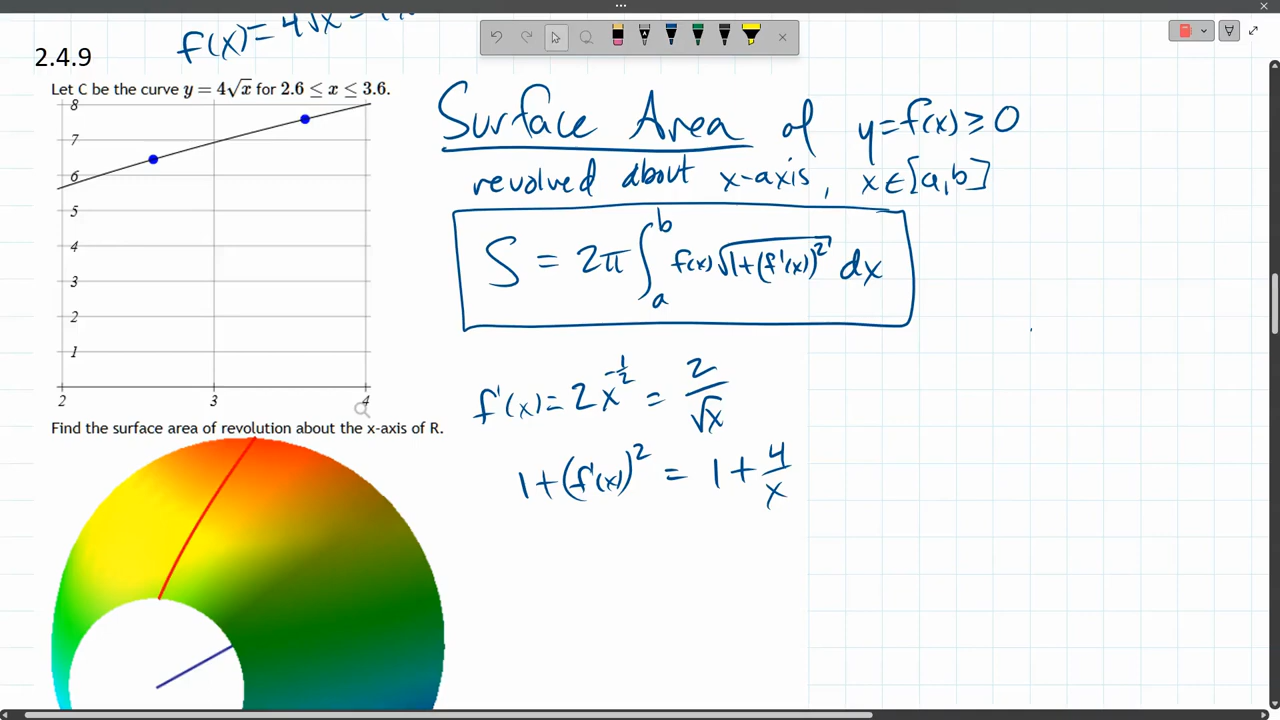 f(x)=4√x
2.4.9
Let C be the curve y = 4√x for 2.6 ≤ x ≤ 3.6.
8
7
6
5
4
3
2
1
2 3 4
Find the surface area of revolution about the x-axis of R.
Surface Area of y=f(x)≥0
revolved about x-axis, x∈[a,b]
S = 2π ∫_a^b f(x)√(1+(f'(x))²) dx
f'(x)=2x^(-1/2) = 2/√x
1+(f'(x))² = 1+4/x